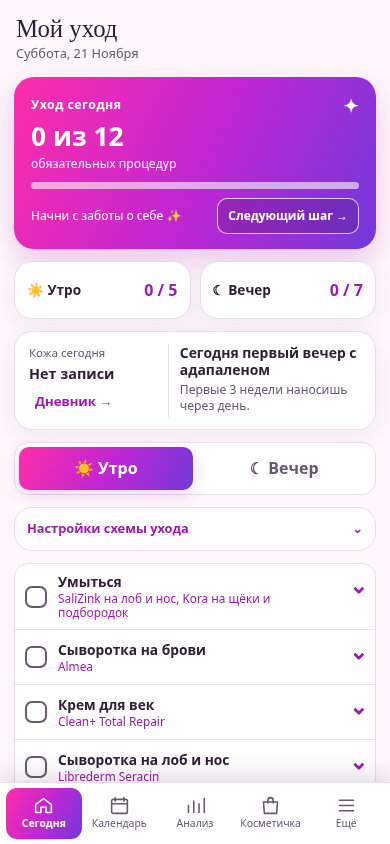 Мой уход
Суббота, 21 Ноября
Уход сегодня
0 из 12
обязательных процедур
Начни с заботы о себе ✨
Следующий шаг →
☀️ Утро
0 / 5
☾ Вечер
0 / 7
Кожа сегодня
Нет записи
Дневник →
Сегодня первый вечер с
адапаленом
Первые 3 недели наносишь
через день.
☀️ Утро
☾ Вечер
Настройки схемы ухода
Умыться
SaliZink на лоб и нос, Kora на щёки и
подбородок
Сыворотка на брови
Almea
Крем для век
Clean+ Total Repair
Сыворотка на лоб и нос
Librederm Seracin
Сегодня
Календарь
Анализ
Косметичка
Ещё